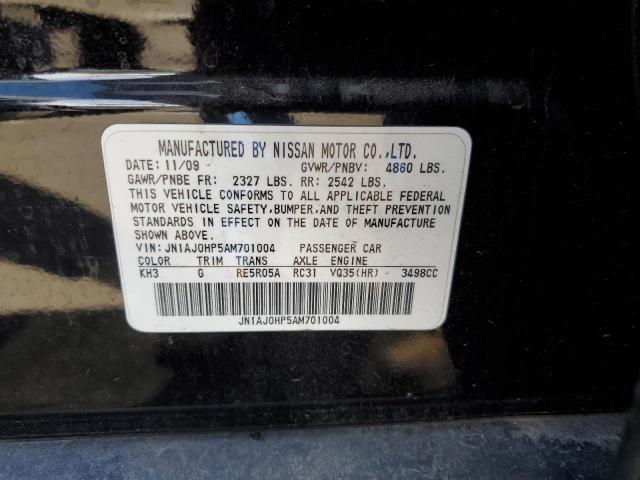 MANUFACTURED BY NISSAN MOTOR CO.,LTD.
DATE: 11/09 GVWR/PNBV: 4860 LBS.
GAWR/PNBE FR: 2327 LBS. RR: 2542 LBS.
THIS VEHICLE CONFORMS TO ALL APPLICABLE FEDERAL
MOTOR VEHICLE SAFETY,BUMPER,AND THEFT PREVENTION
STANDARDS IN EFFECT ON THE DATE OF MANUFACTURE
SHOWN ABOVE.
VIN: JN1AJ0HP5AM701004 PASSENGER CAR
COLOR TRIM TRANS AXLE ENGINE
KH3 G RE5R05A RC31 VQ35(HR) - 3498CC
JN1AJ0HP5AM701004